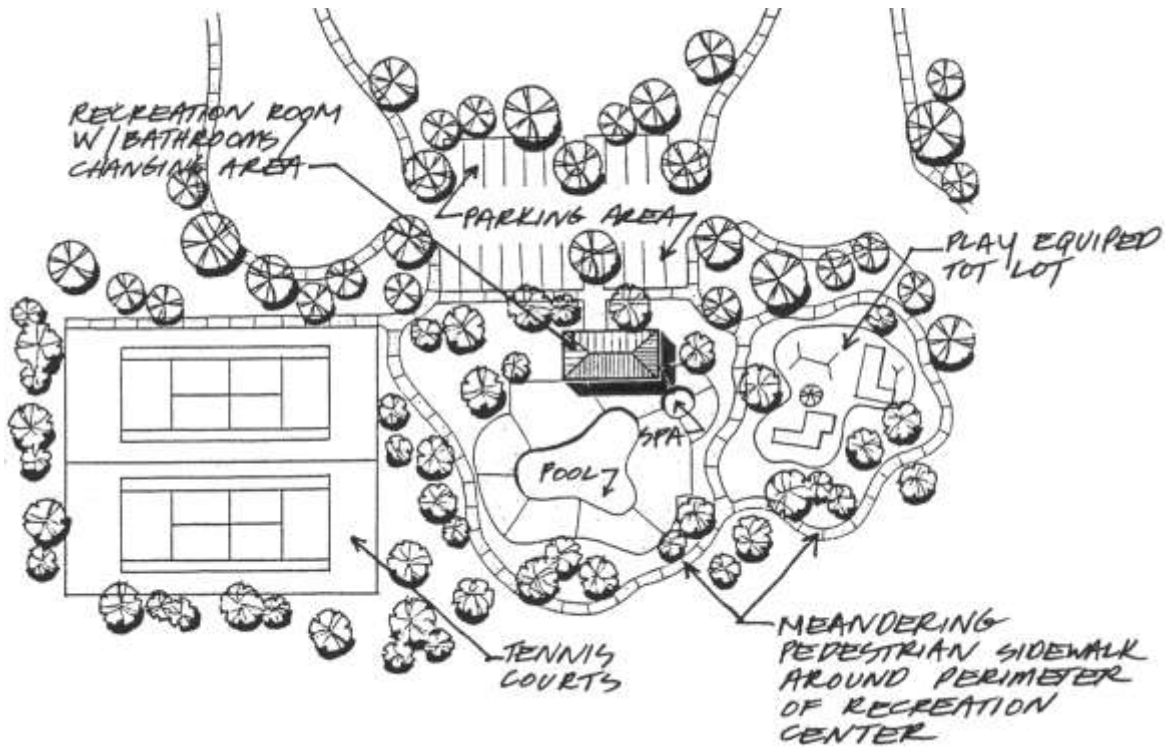 RECREATION ROOM
W/BATHROOMS/
CHANGING AREA
PARKING AREA
PLAY EQUIPED
TOT LOT
SPA
POOL
TENNIS
COURTS
MEANDERING
PEDESTRIAN SIDEWALK
AROUND PERIMETER
OF RECREATION
CENTER